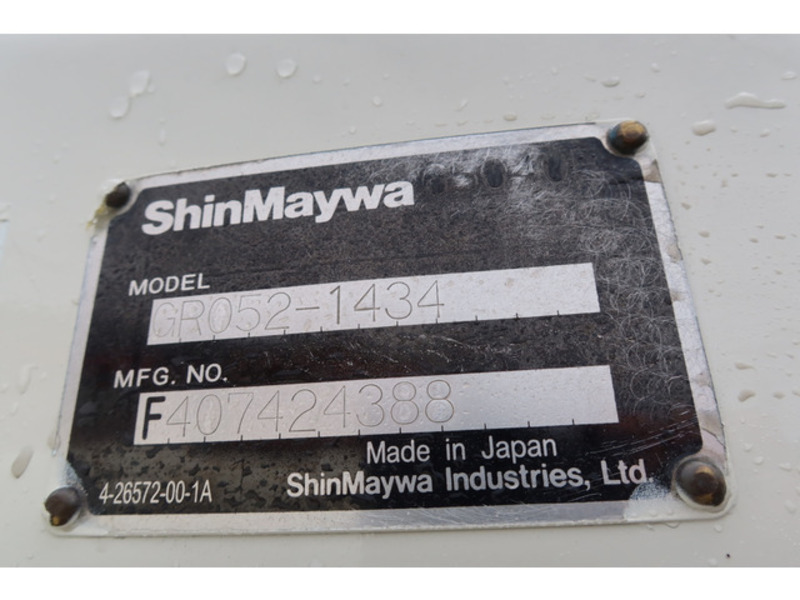 ShinMaywa
MODEL
GR052-1434
MFG. NO.
F407424388
Made in Japan
4-26572-00-1A
ShinMaywa Industries, Ltd.